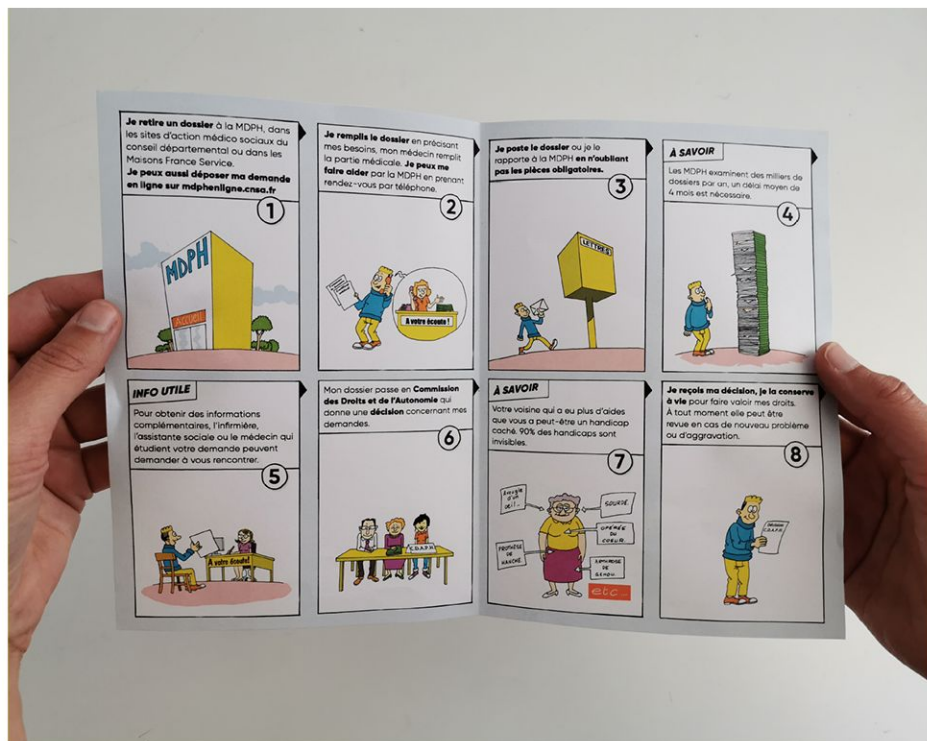 Je retire un dossier à la MDPH, dans
les sites d'action médico sociaux du
conseil départemental ou dans les
Maisons France Service.
Je peux aussi déposer ma demande
en ligne sur mdphenligne.cnsa.fr
1
MDPH
ACCUEIL
Je remplis le dossier en précisant
mes besoins, mon médecin remplit
la partie médicale. Je peux me
faire aider par la MDPH en prenant
rendez-vous par téléphone.
2
A votre écoute !
Je poste le dossier ou je le
rapporte à la MDPH en n'oubliant
pas les pièces obligatoires.
3
LETTRES
À SAVOIR
Les MDPH examinent des milliers de
dossiers par an, un délai moyen de
4 mois est nécessaire.
4
INFO UTILE
Pour obtenir des informations
complémentaires, l'infirmière,
l'assistante sociale ou le médecin qui
étudient votre demande peuvent
demander à vous rencontrer.
5
A votre écoute!
Mon dossier passe en Commission
des Droits et de l'Autonomie qui
donne une décision concernant mes
demandes.
6
C.D.A.P.H.
À SAVOIR
Votre voisine qui a eu plus d'aides
que vous a peut-être un handicap
caché. 90% des handicaps sont
invisibles.
7
d'un
œil...
SOURDE
OPÉRÉE
DU
COEUR.
PROTHÈSE
DE
HANCHE
DE
GENOU.
etc...
Je reçois ma décision, je la conserve
à vie pour faire valoir mes droits.
À tout moment elle peut être
revue en cas de nouveau problème
ou d'aggravation.
8
DÉCISION
C.D.A.P.H.